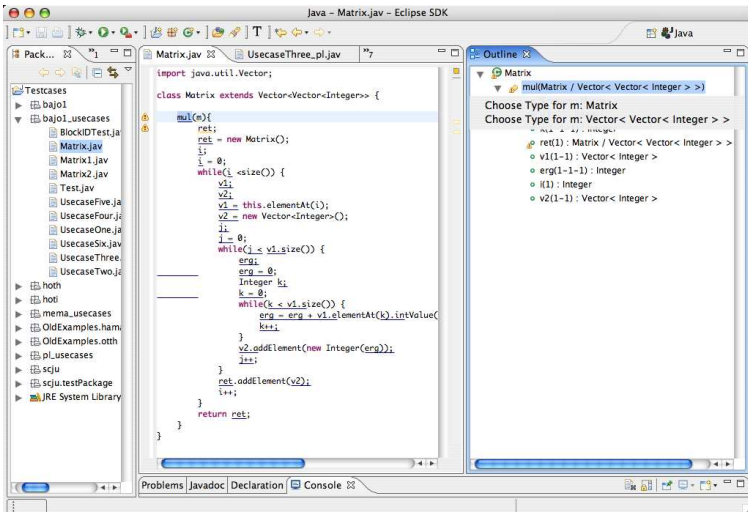 Java - Matrix.jav - Eclipse SDK
Java
Pack...
»1
Testcases
bajo1
bajo1_usecases
BlockIDTest.ja
Matrix.jav
Matrix1.jav
Matrix2.jav
Test.jav
UsecaseFive.ja
UsecaseFour.ja
UsecaseOne.ja
UsecaseSix.jav
UsecaseThree.
UsecaseTwo.ja
hoth
hoti
mema_usecases
OldExamples.hama
OldExamples.otth
pl_usecases
scju
scju.testPackage
JRE System Library
Matrix.jav
UsecaseThree_pl.jav
»7
import java.util.Vector;
class Matrix extends Vector<Vector<Integer>> {
mul(m){
ret;
ret = new Matrix();
i;
i = 0;
while(i <size()) {
v1;
v2;
v1 = this.elementAt(i);
v2 = new Vector<Integer>();
j;
j = 0;
while(j < v1.size()) {
erg;
erg = 0;
Integer k;
k = 0;
while(k < v1.size()) {
erg = erg + v1.elementAt(k).intValue(
k++;
}
v2.addElement(new Integer(erg));
j++;
}
ret.addElement(v2);
i++;
}
return ret;
}
}
Outline
Matrix
mul(Matrix / Vector< Vector< Integer > >)
Choose Type for m: Matrix
Choose Type for m: Vector< Vector< Integer > >
k(1-1-1) : Integer
ret(1) : Matrix / Vector< Vector< Integer > >
v1(1-1) : Vector< Integer >
erg(1-1-1) : Integer
i(1) : Integer
v2(1-1) : Vector< Integer >
Problems Javadoc Declaration Console